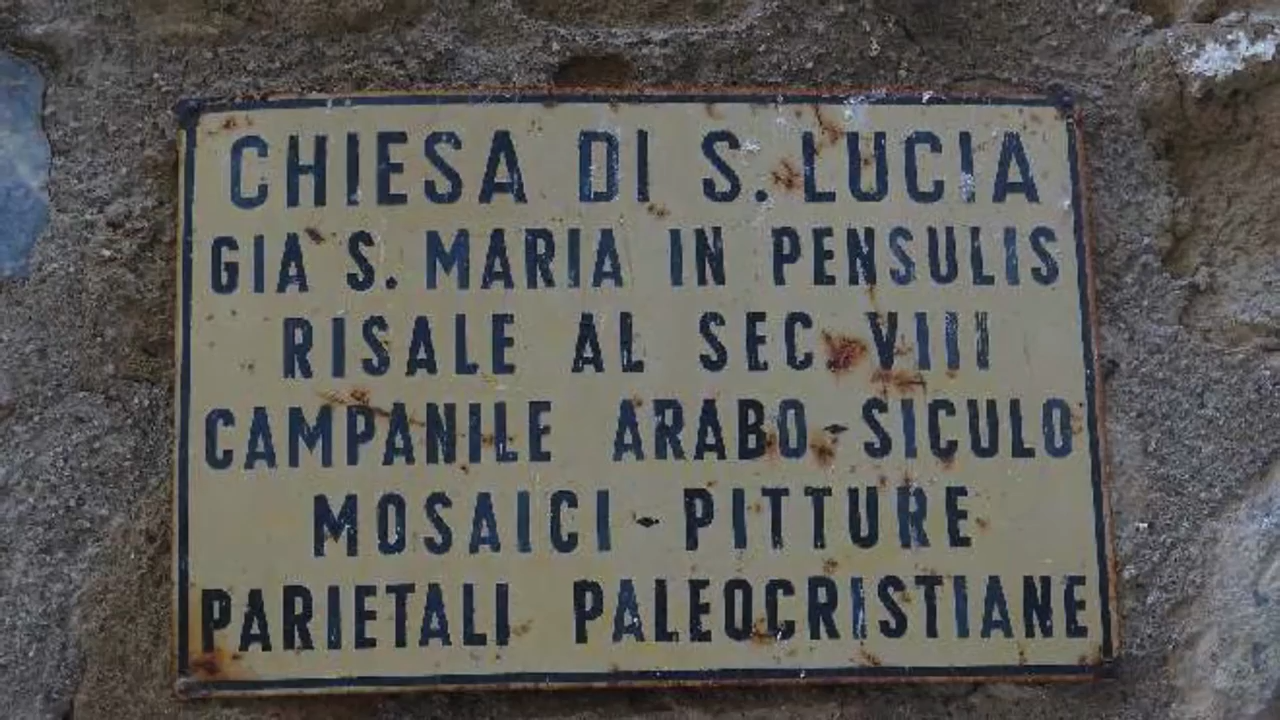 CHIESA DI S. LUCIA
GIA S. MARIA IN PENSULIS
RISALE AL SEC. VIII
CAMPANILE ARABO-SICULO
MOSAICI-PITTURE
PARIETALI PALEOCRISTIANE